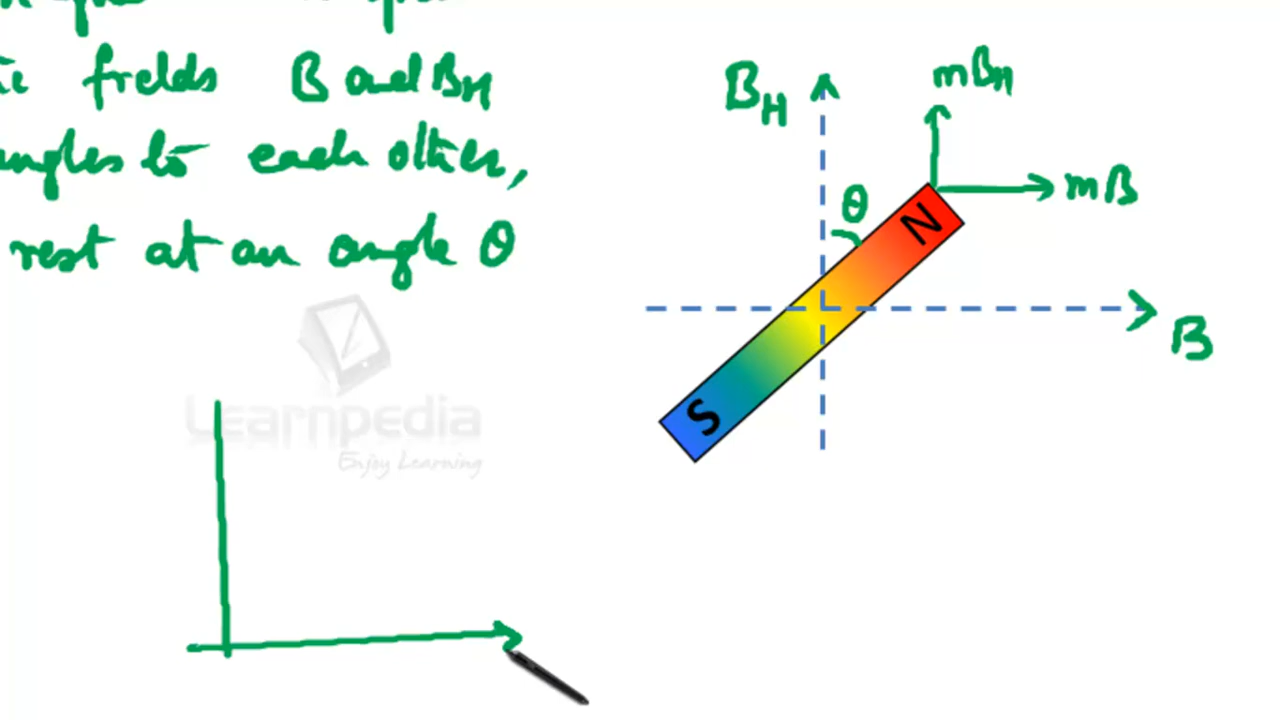 fields B and BH
angles to each other,
rest at an angle θ
BH
mBH
θ
N
mB
B
S
Learnpedia
Enjoy Learning